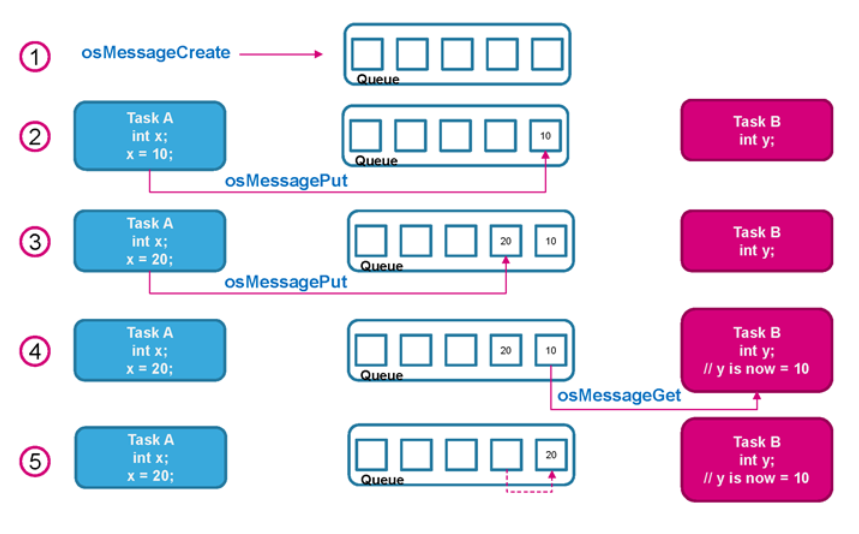 1
osMessageCreate
Queue
2
Task A
int x;
x = 10;
10
Queue
Task B
int y;
osMessagePut
3
Task A
int x;
x = 20;
20 10
Queue
Task B
int y;
osMessagePut
4
Task A
int x;
x = 20;
20 10
Queue
Task B
int y;
// y is now = 10
osMessageGet
5
Task A
int x;
x = 20;
20
Queue
Task B
int y;
// y is now = 10